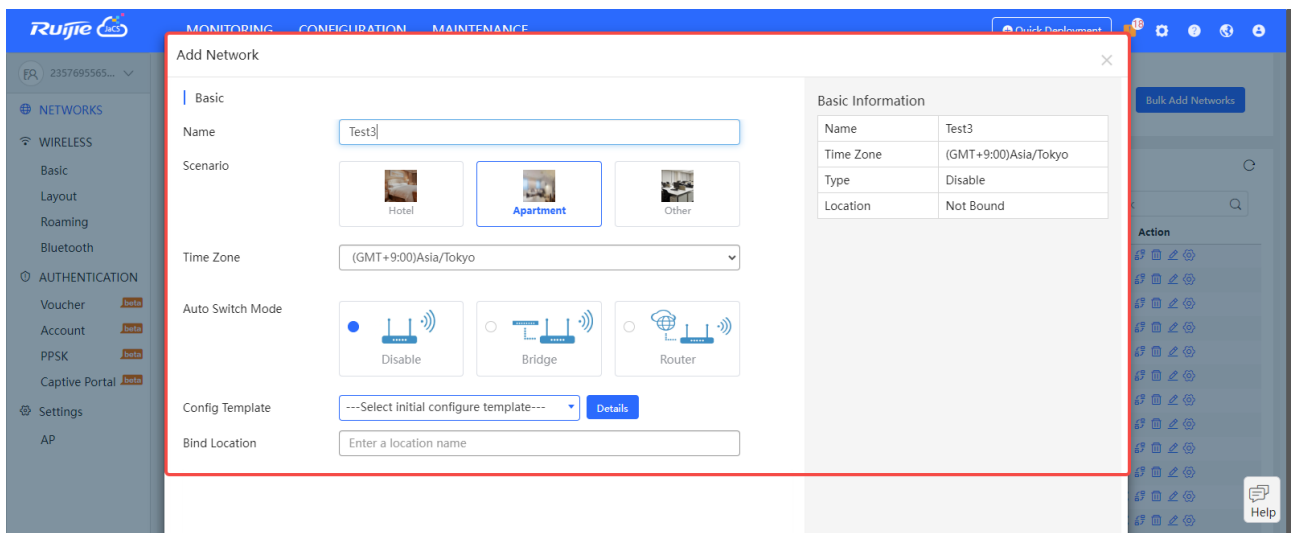 Ruijie JaCS MONITORING CONFIGURATION MAINTENANCE Quick Deployment 18
2357695565...
NETWORKS
WIRELESS
Basic
Layout
Roaming
Bluetooth
AUTHENTICATION
Voucher beta
Account beta
PPSK beta
Captive Portal beta
Settings
AP
Add Network
Basic
Name Test3
Scenario
Hotel Apartment Other
Time Zone (GMT+9:00)Asia/Tokyo
Auto Switch Mode
Disable Bridge Router
Config Template ---Select initial configure template--- Details
Bind Location Enter a location name
Basic Information
Name Test3
Time Zone (GMT+9:00)Asia/Tokyo
Type Disable
Location Not Bound
Bulk Add Networks
Action
Help